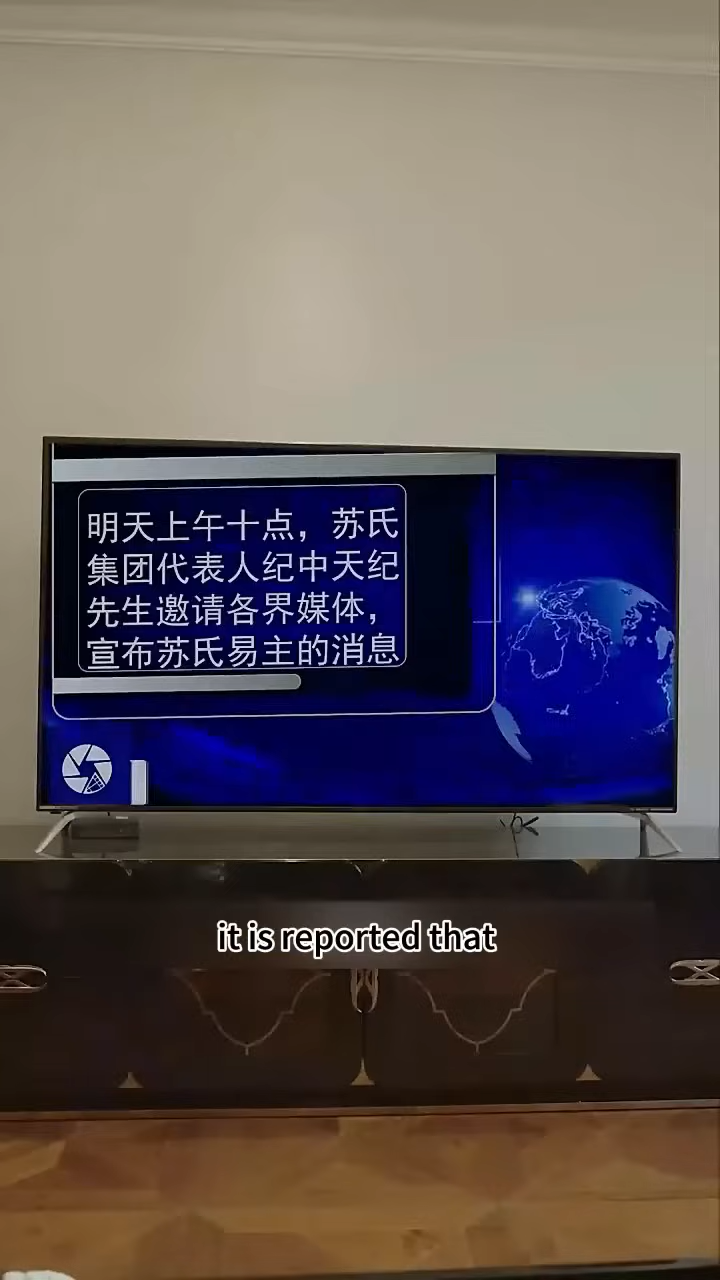 明天上午十点，苏氏
集团代表人纪中天纪
先生邀请各界媒体，
宣布苏氏易主的消息
it is reported that